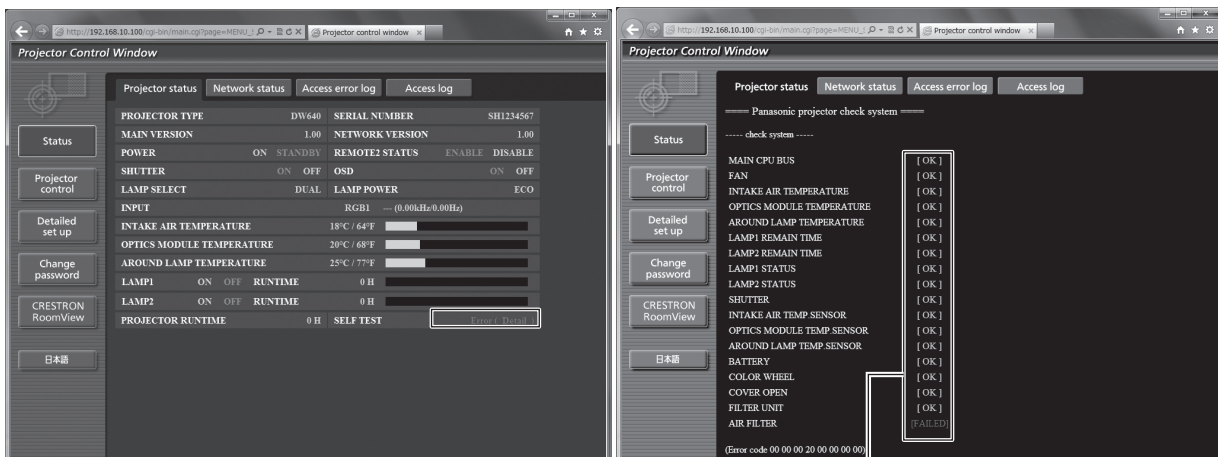 http://192.168.10.100/cgi-bin/main.cgi?page=MENU_S
Projector control window
Projector Control Window
Projector status Network status Access error log Access log
Status
Projector control
Detailed set up
Change password
CRESTRON RoomView
日本語
PROJECTOR TYPE DW640 SERIAL NUMBER SH1234567
MAIN VERSION 1.00 NETWORK VERSION 1.00
POWER ON STANDBY REMOTE2 STATUS ENABLE DISABLE
SHUTTER ON OFF OSD ON OFF
LAMP SELECT DUAL LAMP POWER ECO
INPUT RGB1 — (0.00kHz/0.00Hz)
INTAKE AIR TEMPERATURE 18°C / 64°F
OPTICS MODULE TEMPERATURE 20°C / 68°F
AROUND LAMP TEMPERATURE 25°C / 77°F
LAMP1 ON OFF RUNTIME 0 H
LAMP2 ON OFF RUNTIME 0 H
PROJECTOR RUNTIME 0 H SELF TEST Error ( Detail )
http://192.168.10.100/cgi-bin/main.cgi?page=MENU_S
Projector control window
Projector Control Window
Projector status Network status Access error log Access log
Status
Projector control
Detailed set up
Change password
CRESTRON RoomView
日本語
==== Panasonic projector check system ====
----- check system -----
MAIN CPU BUS [ OK ]
FAN [ OK ]
INTAKE AIR TEMPERATURE [ OK ]
OPTICS MODULE TEMPERATURE [ OK ]
AROUND LAMP TEMPERATURE [ OK ]
LAMP1 REMAIN TIME [ OK ]
LAMP2 REMAIN TIME [ OK ]
LAMP1 STATUS [ OK ]
LAMP2 STATUS [ OK ]
SHUTTER [ OK ]
INTAKE AIR TEMP.SENSOR [ OK ]
OPTICS MODULE TEMP.SENSOR [ OK ]
AROUND LAMP TEMP.SENSOR [ OK ]
BATTERY [ OK ]
COLOR WHEEL [ OK ]
COVER OPEN [ OK ]
FILTER UNIT [ OK ]
AIR FILTER [FAILED]
(Error code 00 00 00 20 00 00 00 00)